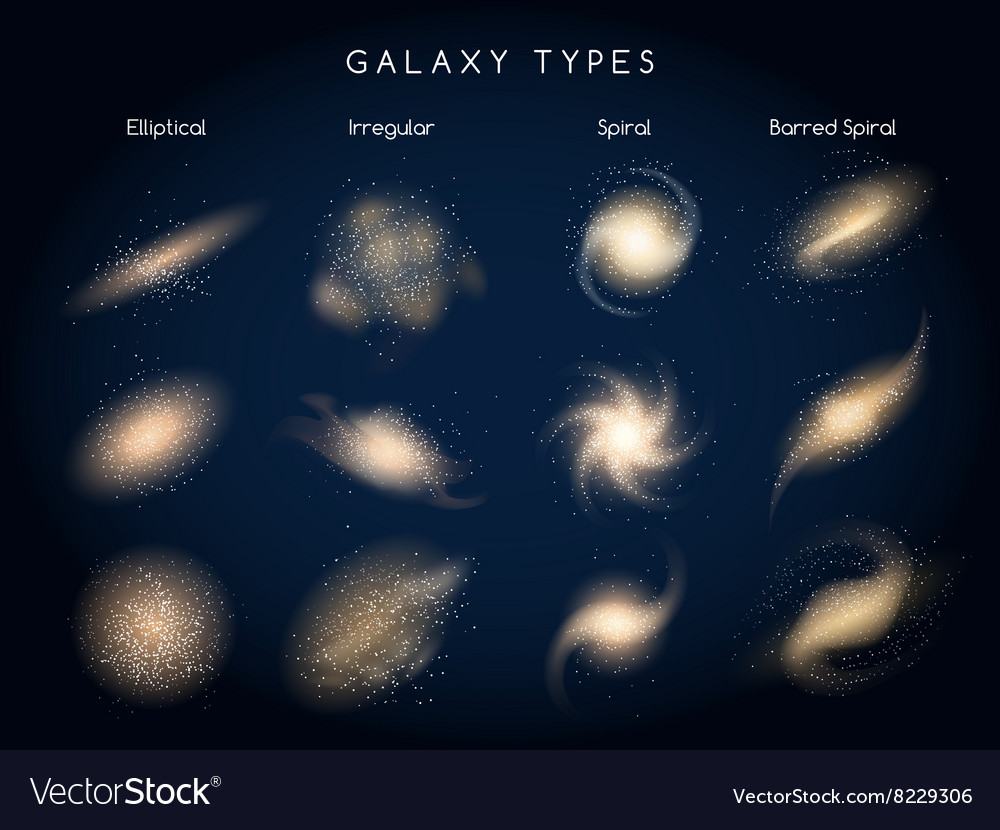 GALAXY TYPES
Elliptical
Irregular
Spiral
Barred Spiral
VectorStock®
VectorStock.com/8229306